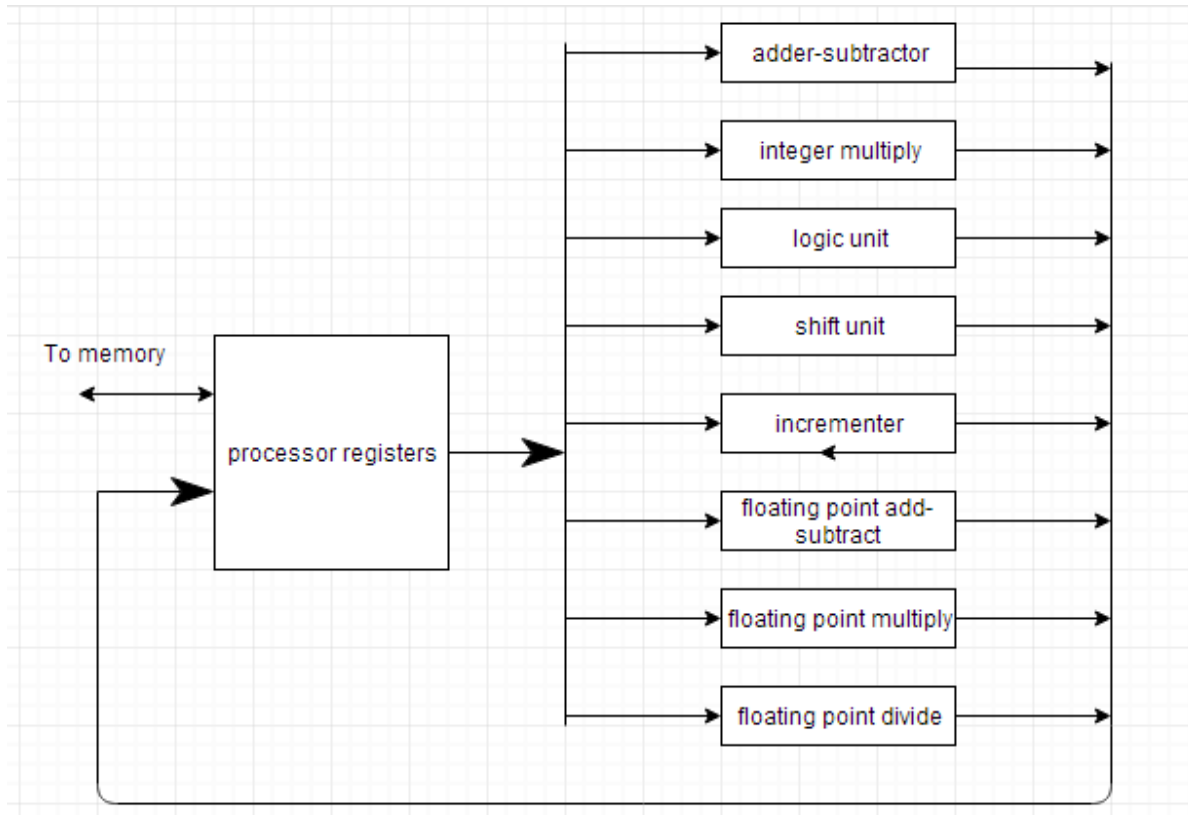 adder-subtractor
integer multiply
logic unit
shift unit
To memory
incrementer
processor registers
floating point add-
subtract
floating point multiply
floating point divide